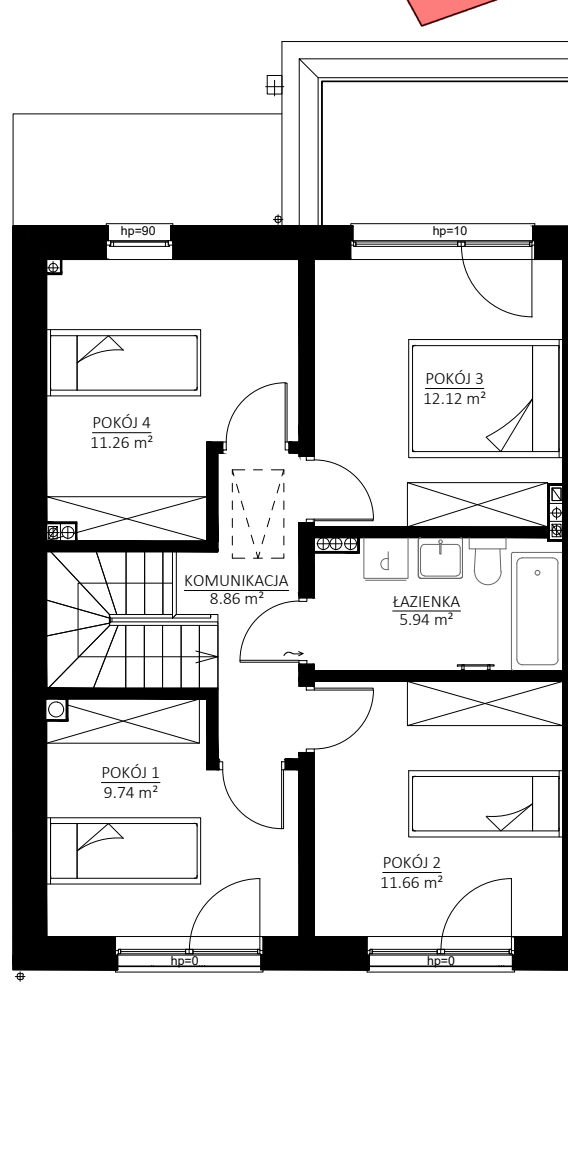 hp=90
hp=10
POKÓJ 3
12.12 m²
POKÓJ 4
11.26 m²
KOMUNIKACJA
8.86 m²
ŁAZIENKA
5.94 m²
POKÓJ 1
9.74 m²
POKÓJ 2
11.66 m²
hp=0
hp=0